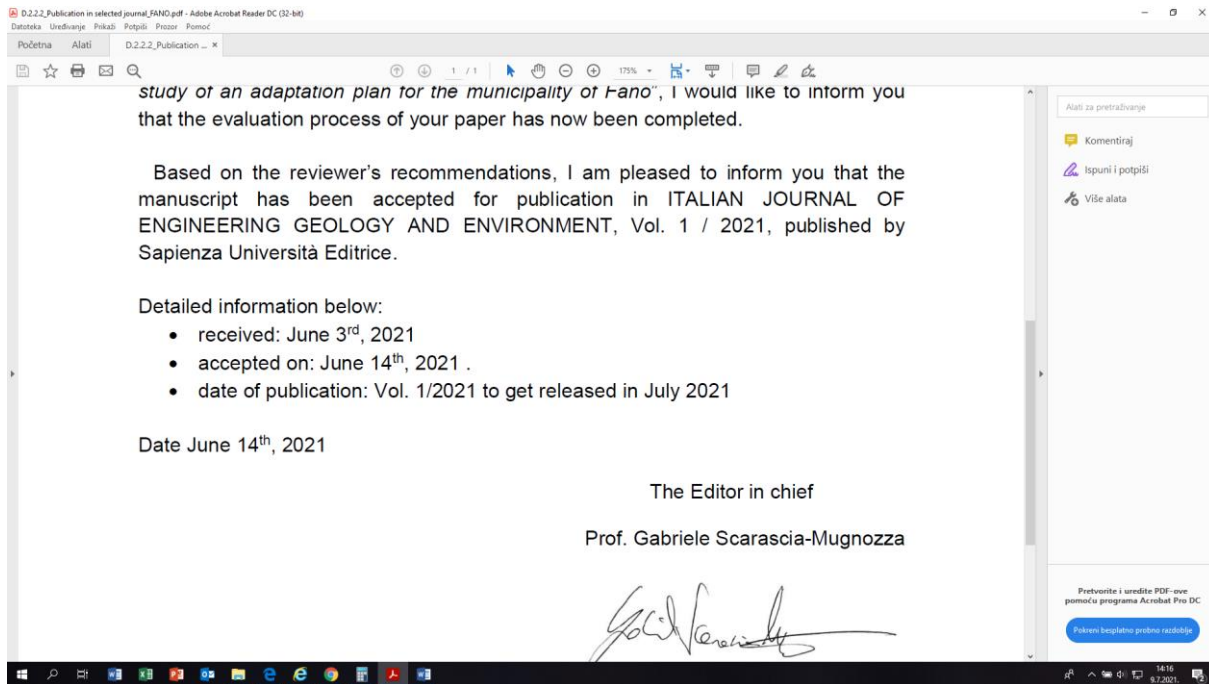 D.2.2.2_Publication in selected journal_FANO.pdf - Adobe Acrobat Reader DC (32-bit)
Datoteka Uređivanje Prikaži Potpiši Prozor Pomoć
Početna Alati D.2.2.2_Publication ... ×
1 / 1 175%
study of an adaptation plan for the municipality of Fano", I would like to inform you
that the evaluation process of your paper has now been completed.
Based on the reviewer's recommendations, I am pleased to inform you that the
manuscript has been accepted for publication in ITALIAN JOURNAL OF
ENGINEERING GEOLOGY AND ENVIRONMENT, Vol. 1 / 2021, published by
Sapienza Università Editrice.
Detailed information below:
• received: June 3rd, 2021
• accepted on: June 14th, 2021 .
• date of publication: Vol. 1/2021 to get released in July 2021
Date June 14th, 2021
The Editor in chief
Prof. Gabriele Scarascia-Mugnozza
Alati za pretraživanje
Komentiraj
Ispuni i potpiši
Više alata
Pretvorite i uredite PDF-ove
pomoću programa Acrobat Pro DC
Pokreni besplatno probno razdoblje
14:16
9.7.2021.